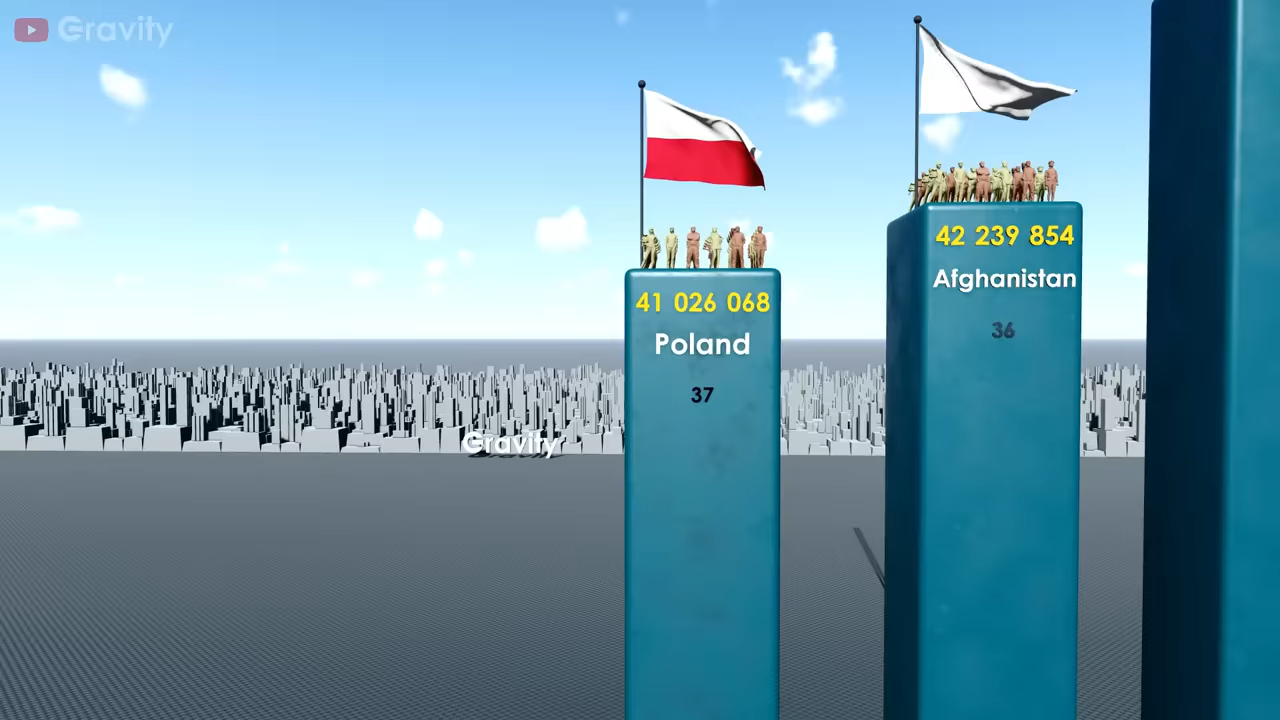 Gravity
42 239 854
Afghanistan
36
41 026 068
Poland
37
Gravity